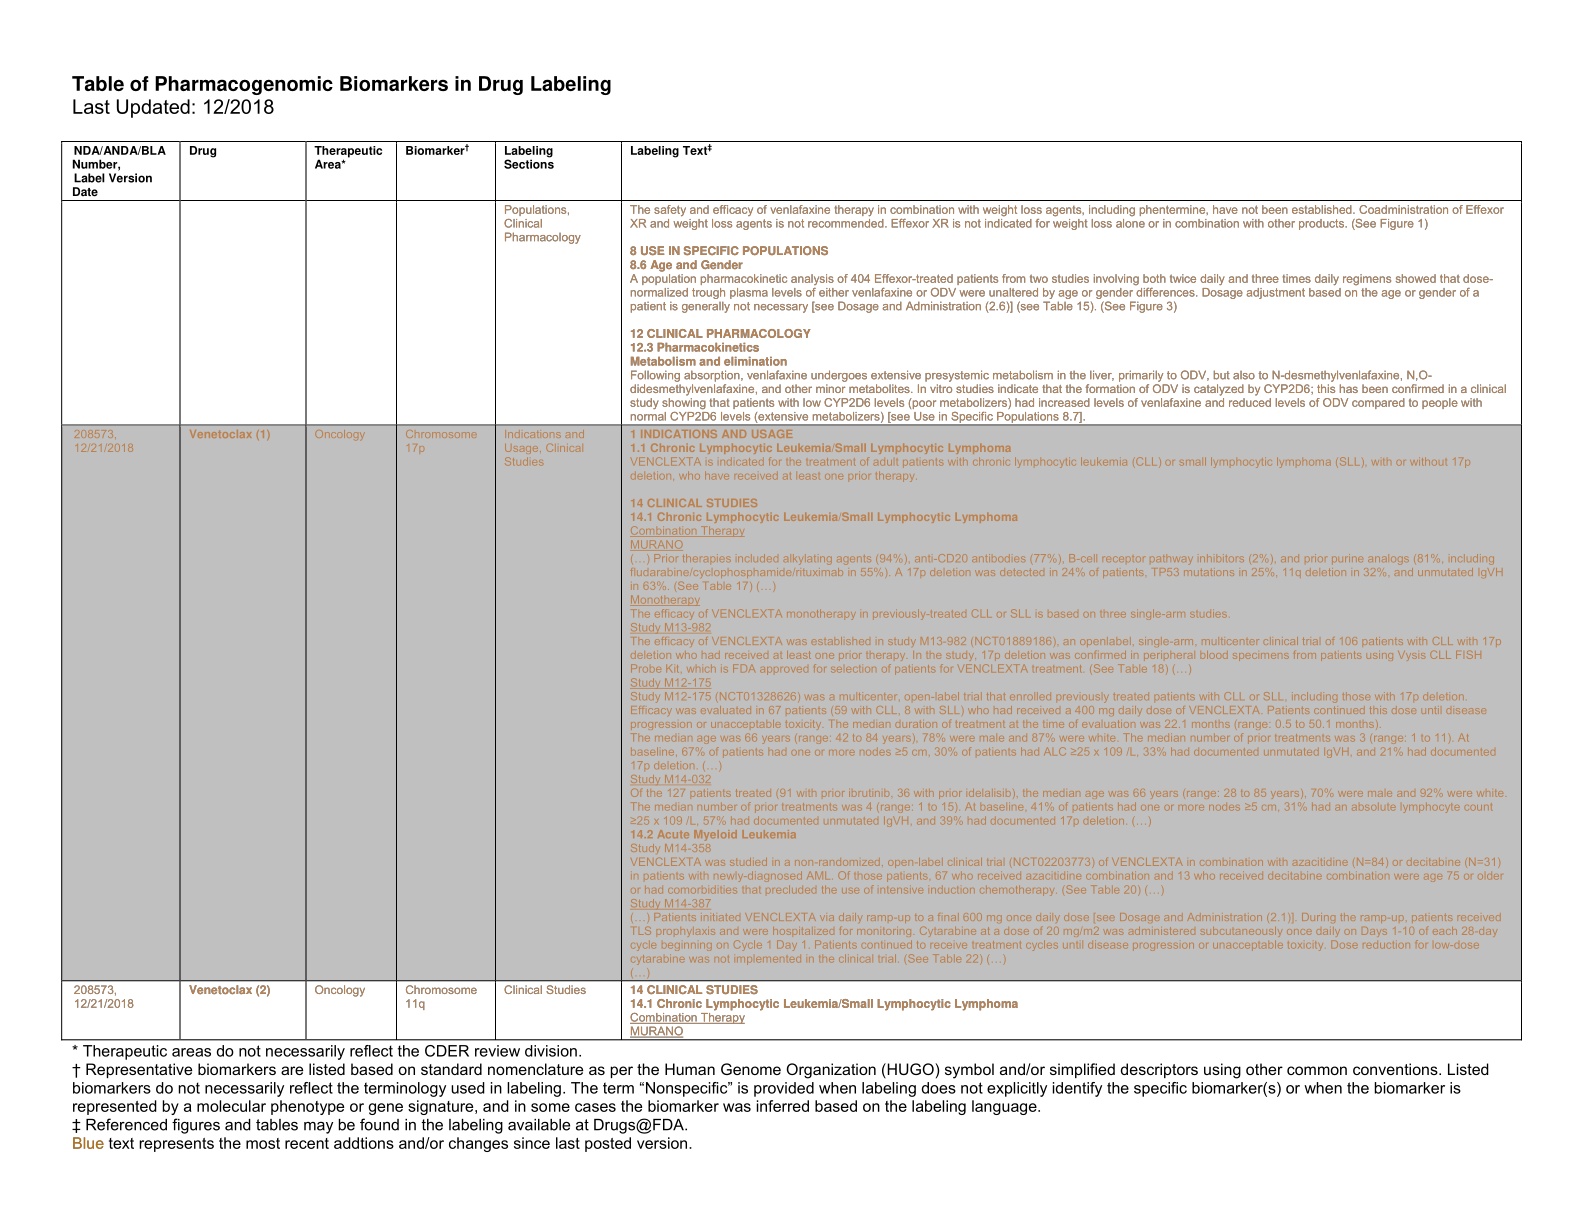 Table of Pharmacogenomic Biomarkers in Drug Labeling
Last Updated: 12/2018
NDA/ANDA/BLA Number, Label Version Date
Drug
Therapeutic Area*
Biomarker†
Labeling Sections
Labeling Text‡
Populations,
Clinical
Pharmacology
The safety and efficacy of venlafaxine therapy in combination with weight loss agents, including phentermine, have not been established. Coadministration of Effexor
XR and weight loss agents is not recommended. Effexor XR is not indicated for weight loss alone or in combination with other products. (See Figure 1)
8 USE IN SPECIFIC POPULATIONS
8.6 Age and Gender
A population pharmacokinetic analysis of 404 Effexor-treated patients from two studies involving both twice daily and three times daily regimens showed that dose-
normalized trough plasma levels of either venlafaxine or ODV were unaltered by age or gender differences. Dosage adjustment based on the age or gender of a
patient is generally not necessary [see Dosage and Administration (2.6)] (see Table 15). (See Figure 3)
12 CLINICAL PHARMACOLOGY
12.3 Pharmacokinetics
Metabolism and elimination
Following absorption, venlafaxine undergoes extensive presystemic metabolism in the liver, primarily to ODV, but also to N-desmethylvenlafaxine, N,O-
didesmethylvenlafaxine, and other minor metabolites. In vitro studies indicate that the formation of ODV is catalyzed by CYP2D6; this has been confirmed in a clinical
study showing that patients with low CYP2D6 levels (poor metabolizers) had increased levels of venlafaxine and reduced levels of ODV compared to people with
normal CYP2D6 levels (extensive metabolizers) [see Use in Specific Populations 8.7].
208573,
12/21/2018
Venetoclax (1)
Oncology
Chromosome
17p
Indications and
Usage, Clinical
Studies
1 INDICATIONS AND USAGE
1.1 Chronic Lymphocytic Leukemia/Small Lymphocytic Lymphoma
VENCLEXTA is indicated for the treatment of adult patients with chronic lymphocytic leukemia (CLL) or small lymphocytic lymphoma (SLL), with or without 17p
deletion, who have received at least one prior therapy.
14 CLINICAL STUDIES
14.1 Chronic Lymphocytic Leukemia/Small Lymphocytic Lymphoma
Combination Therapy
MURANO
(…) Prior therapies included alkylating agents (94%), anti-CD20 antibodies (77%), B-cell receptor pathway inhibitors (2%), and prior purine analogs (81%, including
fludarabine/cyclophosphamide/rituximab in 55%). A 17p deletion was detected in 24% of patients, TP53 mutations in 25%, 11q deletion in 32%, and unmutated IgVH
in 63%. (See Table 17) (…)
Monotherapy
The efficacy of VENCLEXTA monotherapy in previously-treated CLL or SLL is based on three single-arm studies.
Study M13-982
The efficacy of VENCLEXTA was established in study M13-982 (NCT01889186), an openlabel, single-arm, multicenter clinical trial of 106 patients with CLL with 17p
deletion who had received at least one prior therapy. In the study, 17p deletion was confirmed in peripheral blood specimens from patients using Vysis CLL FISH
Probe Kit, which is FDA approved for selection of patients for VENCLEXTA treatment. (See Table 18) (…)
Study M12-175
Study M12-175 (NCT01328626) was a multicenter, open-label trial that enrolled previously treated patients with CLL or SLL, including those with 17p deletion.
Efficacy was evaluated in 67 patients (59 with CLL, 8 with SLL) who had received a 400 mg daily dose of VENCLEXTA. Patients continued this dose until disease
progression or unacceptable toxicity. The median duration of treatment at the time of evaluation was 22.1 months (range: 0.5 to 50.1 months).
The median age was 66 years (range: 42 to 84 years), 78% were male and 87% were white. The median number of prior treatments was 3 (range: 1 to 11). At
baseline, 67% of patients had one or more nodes ≥5 cm, 30% of patients had ALC ≥25 x 109 /L, 33% had documented unmutated IgVH, and 21% had documented
17p deletion. (…)
Study M14-032
Of the 127 patients treated (91 with prior ibrutinib, 36 with prior idelalisib), the median age was 66 years (range: 28 to 85 years), 70% were male and 92% were white.
The median number of prior treatments was 4 (range: 1 to 15). At baseline, 41% of patients had one or more nodes ≥5 cm, 31% had an absolute lymphocyte count
≥25 x 109 /L, 57% had documented unmutated IgVH, and 39% had documented 17p deletion. (…)
14.2 Acute Myeloid Leukemia
Study M14-358
VENCLEXTA was studied in a non-randomized, open-label clinical trial (NCT02203773) of VENCLEXTA in combination with azacitidine (N=84) or decitabine (N=31)
in patients with newly-diagnosed AML. Of those patients, 67 who received azacitidine combination and 13 who received decitabine combination were age 75 or older
or had comorbidities that precluded the use of intensive induction chemotherapy. (See Table 20) (…)
Study M14-387
(…) Patients initiated VENCLEXTA via daily ramp-up to a final 600 mg once daily dose [see Dosage and Administration (2.1)]. During the ramp-up, patients received
TLS prophylaxis and were hospitalized for monitoring. Cytarabine at a dose of 20 mg/m2 was administered subcutaneously once daily on Days 1-10 of each 28-day
cycle beginning on Cycle 1 Day 1. Patients continued to receive treatment cycles until disease progression or unacceptable toxicity. Dose reduction for low-dose
cytarabine was not implemented in the clinical trial. (See Table 22) (…)
(…)
208573,
12/21/2018
Venetoclax (2)
Oncology
Chromosome
11q
Clinical Studies
14 CLINICAL STUDIES
14.1 Chronic Lymphocytic Leukemia/Small Lymphocytic Lymphoma
Combination Therapy
MURANO
* Therapeutic areas do not necessarily reflect the CDER review division.
† Representative biomarkers are listed based on standard nomenclature as per the Human Genome Organization (HUGO) symbol and/or simplified descriptors using other common conventions. Listed
biomarkers do not necessarily reflect the terminology used in labeling. The term “Nonspecific” is provided when labeling does not explicitly identify the specific biomarker(s) or when the biomarker is
represented by a molecular phenotype or gene signature, and in some cases the biomarker was inferred based on the labeling language.
‡ Referenced figures and tables may be found in the labeling available at Drugs@FDA.
Blue text represents the most recent addtions and/or changes since last posted version.